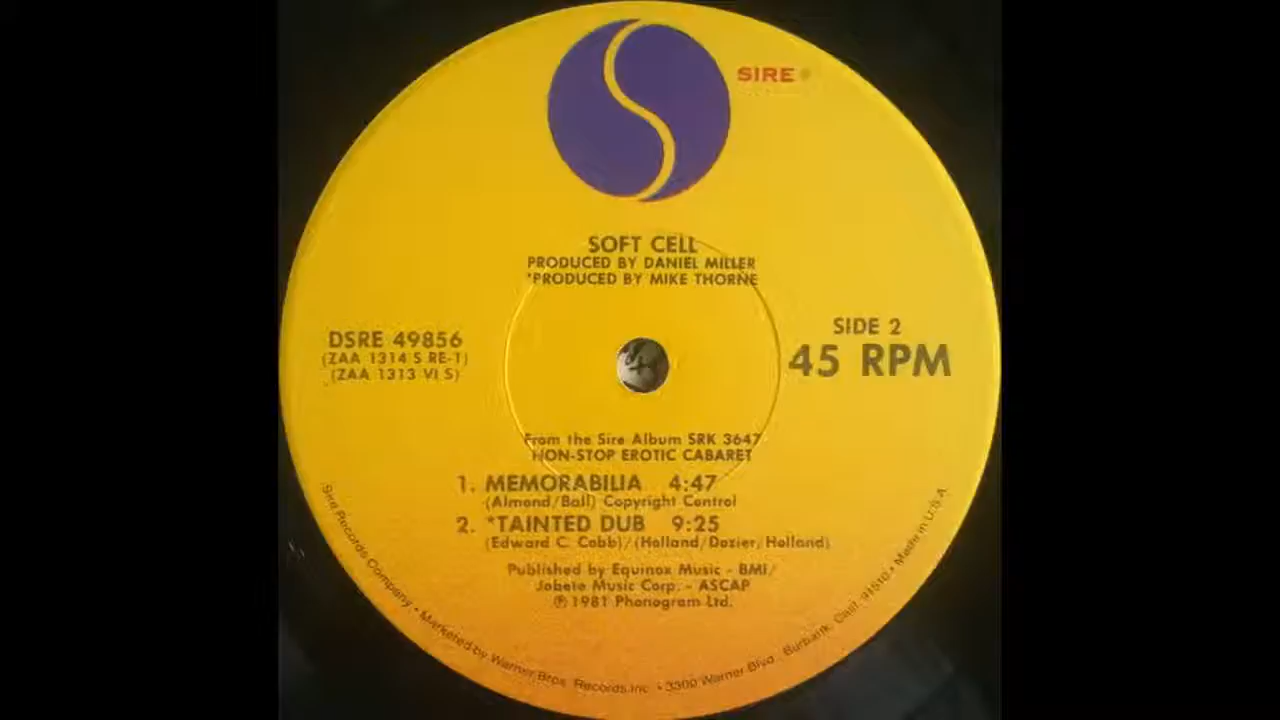 SIRE
SOFT CELL
PRODUCED BY DANIEL MILLER
*PRODUCED BY MIKE THORNE
DSRE 49856
(ZAA 1314 S RE-1)
(ZAA 1313 VI S)
SIDE 2
45 RPM
From the Sire Album SRK 3647
NON-STOP EROTIC CABARET
1. MEMORABILIA 4:47
(Almond/Ball) Copyright Control
2. *TAINTED DUB 9:25
(Edward C. Cobb)/(Holland/Dozier/Holland)
Published by Equinox Music - BMI/
Jobete Music Corp. - ASCAP
℗ 1981 Phonogram Ltd.
Sire Records Company • Marketed by Warner Bros. Records Inc. • 3300 Warner Blvd., Burbank, Calif. 91510 • Made in U.S.A.